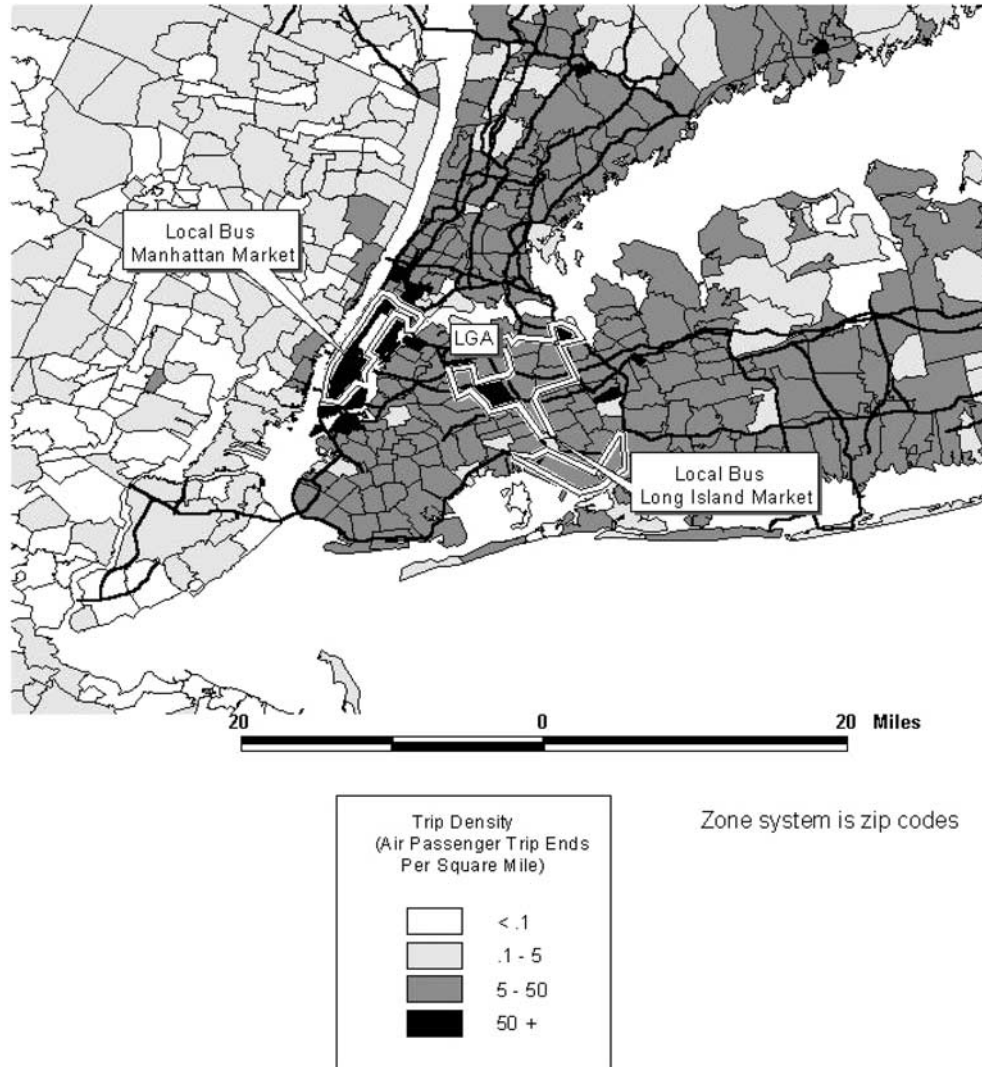 Local Bus
Manhattan Market
LGA
Local Bus
Long Island Market
20 0 20 Miles
Trip Density
(Air Passenger Trip Ends
Per Square Mile)
Zone system is zip codes
< .1
.1 - 5
5 - 50
50 +